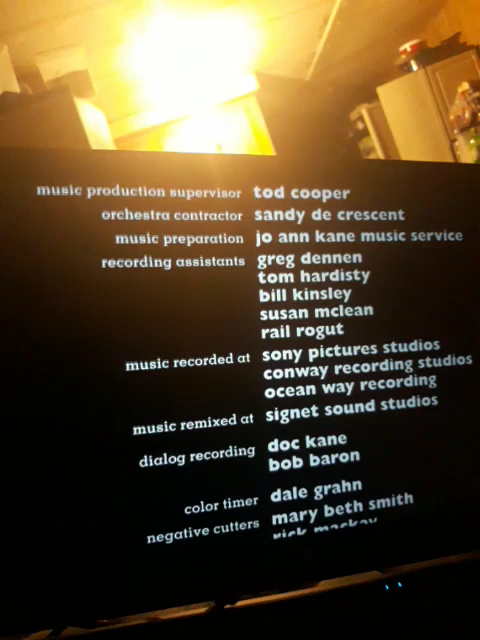 music production supervisor tod cooper
orchestra contractor sandy de crescent
music preparation jo ann kane music service
recording assistants greg dennen
tom hardisty
bill kinsley
susan mclean
rail rogut
music recorded at sony pictures studios
conway recording studios
ocean way recording
music remixed at signet sound studios
dialog recording doc kane
bob baron
color timer dale grahn
negative cutters mary beth smith
rick mackay